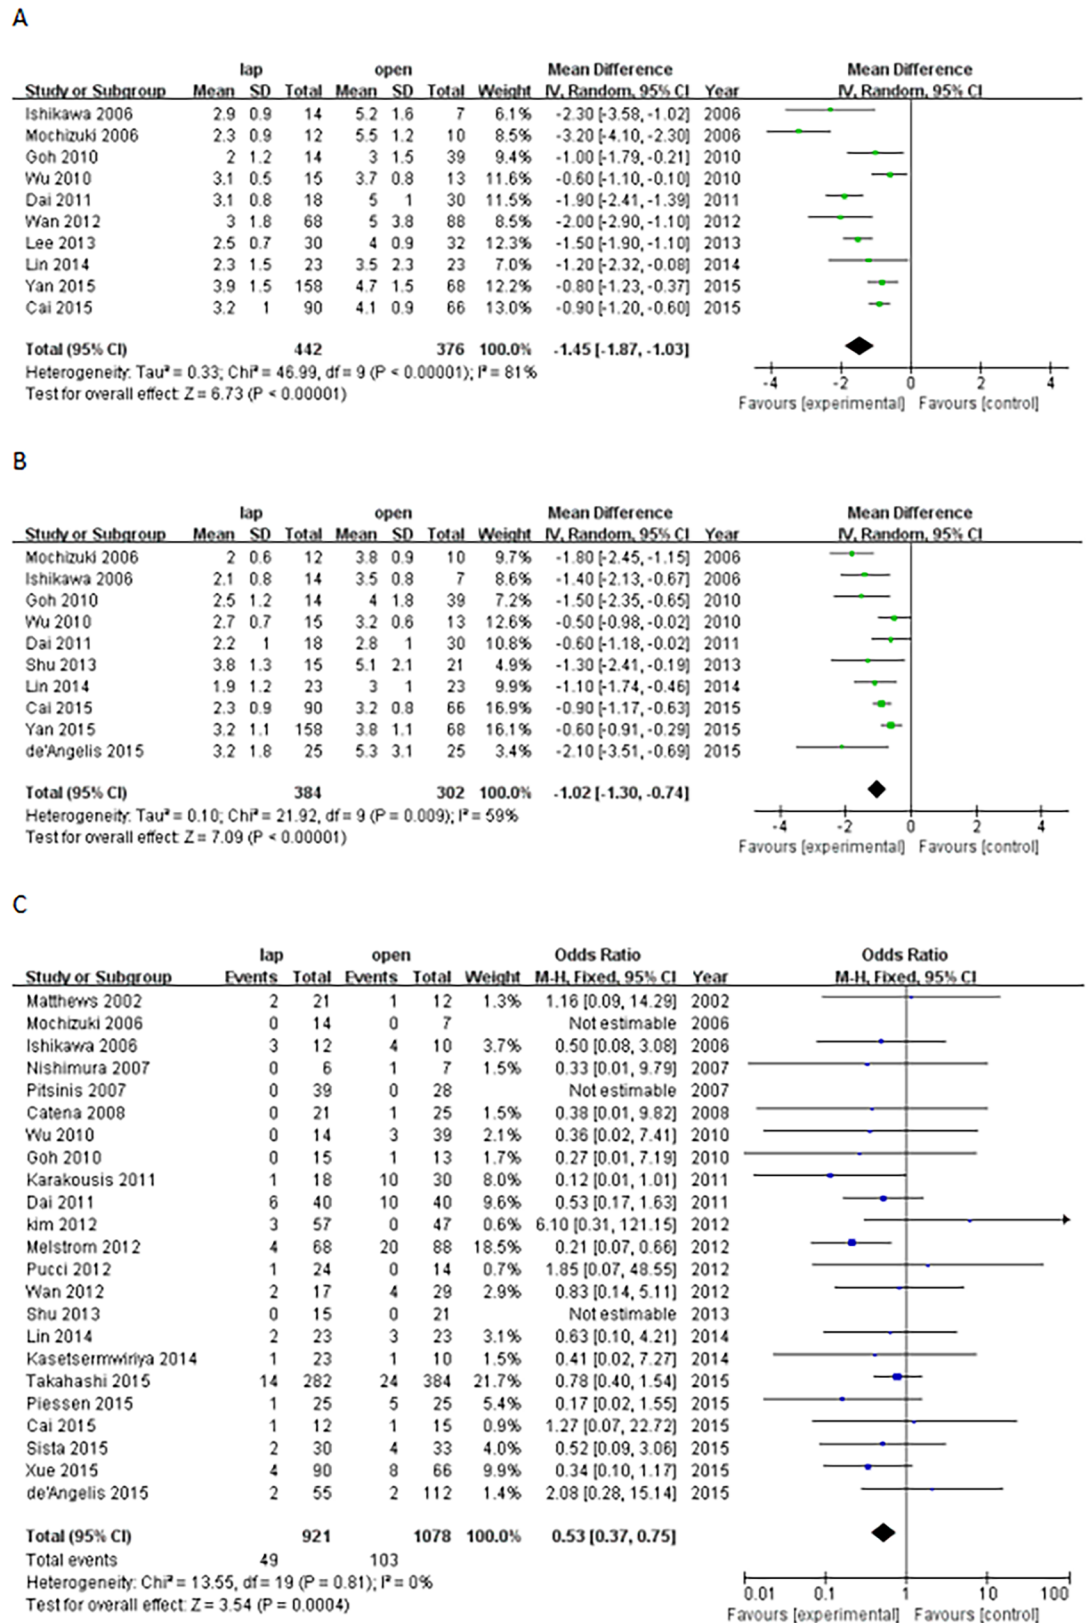 A
lap open Mean Difference Mean Difference
Study or Subgroup Mean SD Total Mean SD Total Weight IV, Random, 95% CI Year IV, Random, 95% CI
Ishikawa 2006 2.9 0.9 14 5.2 1.6 7 6.1% -2.30 [-3.58, -1.02] 2006
Mochizuki 2006 2.3 0.9 12 5.5 1.2 10 8.5% -3.20 [-4.10, -2.30] 2006
Goh 2010 2 1.2 14 3 1.5 39 9.4% -1.00 [-1.79, -0.21] 2010
Wu 2010 3.1 0.5 15 3.7 0.8 13 11.6% -0.60 [-1.10, -0.10] 2010
Dai 2011 3.1 0.8 18 5 1 30 11.5% -1.90 [-2.41, -1.39] 2011
Wan 2012 3 1.8 68 5 3.8 88 8.5% -2.00 [-2.90, -1.10] 2012
Lee 2013 2.5 0.7 30 4 0.9 32 12.3% -1.50 [-1.90, -1.10] 2013
Lin 2014 2.3 1.5 23 3.5 2.3 23 7.0% -1.20 [-2.32, -0.08] 2014
Yan 2015 3.9 1.5 158 4.7 1.5 68 12.2% -0.80 [-1.23, -0.37] 2015
Cai 2015 3.2 1 90 4.1 0.9 66 13.0% -0.90 [-1.20, -0.60] 2015
Total (95% CI) 442 376 100.0% -1.45 [-1.87, -1.03]
Heterogeneity: Tau² = 0.33; Chi² = 46.99, df = 9 (P < 0.00001); I² = 81%
Test for overall effect: Z = 6.73 (P < 0.00001)
-4 -2 0 2 4
Favours [experimental] Favours [control]
B
lap open Mean Difference Mean Difference
Study or Subgroup Mean SD Total Mean SD Total Weight IV, Random, 95% CI Year IV, Random, 95% CI
Mochizuki 2006 2 0.6 12 3.8 0.9 10 9.7% -1.80 [-2.45, -1.15] 2006
Ishikawa 2006 2.1 0.8 14 3.5 0.8 7 8.6% -1.40 [-2.13, -0.67] 2006
Goh 2010 2.5 1.2 14 4 1.8 39 7.2% -1.50 [-2.35, -0.65] 2010
Wu 2010 2.7 0.7 15 3.2 0.6 13 12.6% -0.50 [-0.98, -0.02] 2010
Dai 2011 2.2 1 18 2.8 1 30 10.8% -0.60 [-1.18, -0.02] 2011
Shu 2013 3.8 1.3 15 5.1 2.1 21 4.9% -1.30 [-2.41, -0.19] 2013
Lin 2014 1.9 1.2 23 3 1 23 9.9% -1.10 [-1.74, -0.46] 2014
Cai 2015 2.3 0.9 90 3.2 0.8 66 16.9% -0.90 [-1.17, -0.63] 2015
Yan 2015 3.2 1.1 158 3.8 1.1 68 16.1% -0.60 [-0.91, -0.29] 2015
de'Angelis 2015 3.2 1.8 25 5.3 3.1 25 3.4% -2.10 [-3.51, -0.69] 2015
Total (95% CI) 384 302 100.0% -1.02 [-1.30, -0.74]
Heterogeneity: Tau² = 0.10; Chi² = 21.92, df = 9 (P = 0.009); I² = 59%
Test for overall effect: Z = 7.09 (P < 0.00001)
-4 -2 0 2 4
Favours [experimental] Favours [control]
C
lap open Odds Ratio Odds Ratio
Study or Subgroup Events Total Events Total Weight M-H, Fixed, 95% CI Year M-H, Fixed, 95% CI
Matthews 2002 2 21 1 12 1.3% 1.16 [0.09, 14.29] 2002
Mochizuki 2006 0 14 0 7 Not estimable 2006
Ishikawa 2006 3 12 4 10 3.7% 0.50 [0.08, 3.08] 2006
Nishimura 2007 0 6 1 7 1.5% 0.33 [0.01, 9.79] 2007
Pitsinis 2007 0 39 0 28 Not estimable 2007
Catena 2008 0 21 1 25 1.5% 0.38 [0.01, 9.82] 2008
Wu 2010 0 14 3 39 2.1% 0.36 [0.02, 7.41] 2010
Goh 2010 0 15 1 13 1.7% 0.27 [0.01, 7.19] 2010
Karakousis 2011 1 18 10 30 8.0% 0.12 [0.01, 1.01] 2011
Dai 2011 6 40 10 40 9.6% 0.53 [0.17, 1.63] 2011
kim 2012 3 57 0 47 0.6% 6.10 [0.31, 121.15] 2012
Melstrom 2012 4 68 20 88 18.5% 0.21 [0.07, 0.66] 2012
Pucci 2012 1 24 0 14 0.7% 1.85 [0.07, 48.55] 2012
Wan 2012 2 17 4 29 2.9% 0.83 [0.14, 5.11] 2012
Shu 2013 0 15 0 21 Not estimable 2013
Lin 2014 2 23 3 23 3.1% 0.63 [0.10, 4.21] 2014
Kasetsermwiriya 2014 1 23 1 10 1.5% 0.41 [0.02, 7.27] 2014
Takahashi 2015 14 282 24 384 21.7% 0.78 [0.40, 1.54] 2015
Piessen 2015 1 25 5 25 5.4% 0.17 [0.02, 1.55] 2015
Cai 2015 1 12 1 15 0.9% 1.27 [0.07, 22.72] 2015
Sista 2015 2 30 4 33 4.0% 0.52 [0.09, 3.06] 2015
Xue 2015 4 90 8 66 9.9% 0.34 [0.10, 1.17] 2015
de'Angelis 2015 2 55 2 112 1.4% 2.08 [0.28, 15.14] 2015
Total (95% CI) 921 1078 100.0% 0.53 [0.37, 0.75]
Total events 49 103
Heterogeneity: Chi² = 13.55, df = 19 (P = 0.81); I² = 0%
Test for overall effect: Z = 3.54 (P = 0.0004)
0.01 0.1 1 10 100
Favours [experimental] Favours [control]